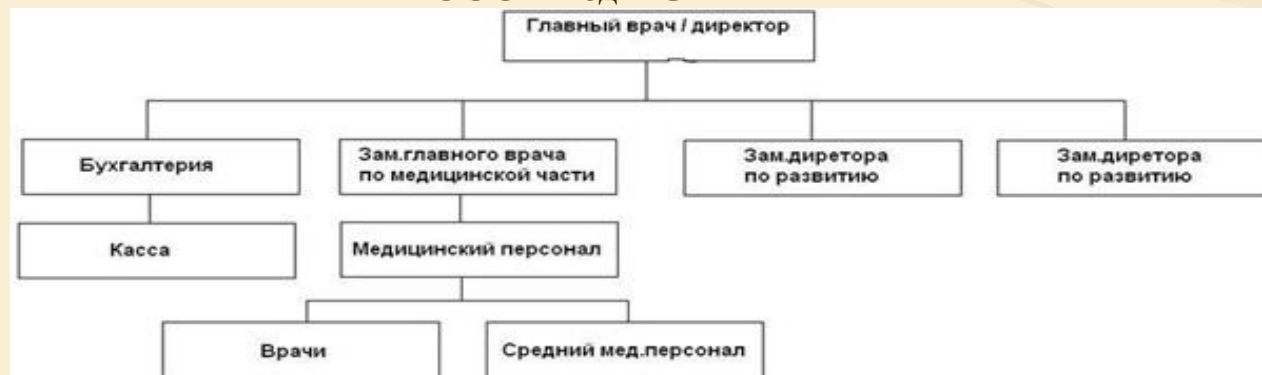 Главный врач / директор
Бухгалтерия
Зам.главного врача
по медицинской части
Зам.диретора
по развитию
Зам.диретора
по развитию
Касса
Медицинский персонал
Врачи
Средний мед.персонал